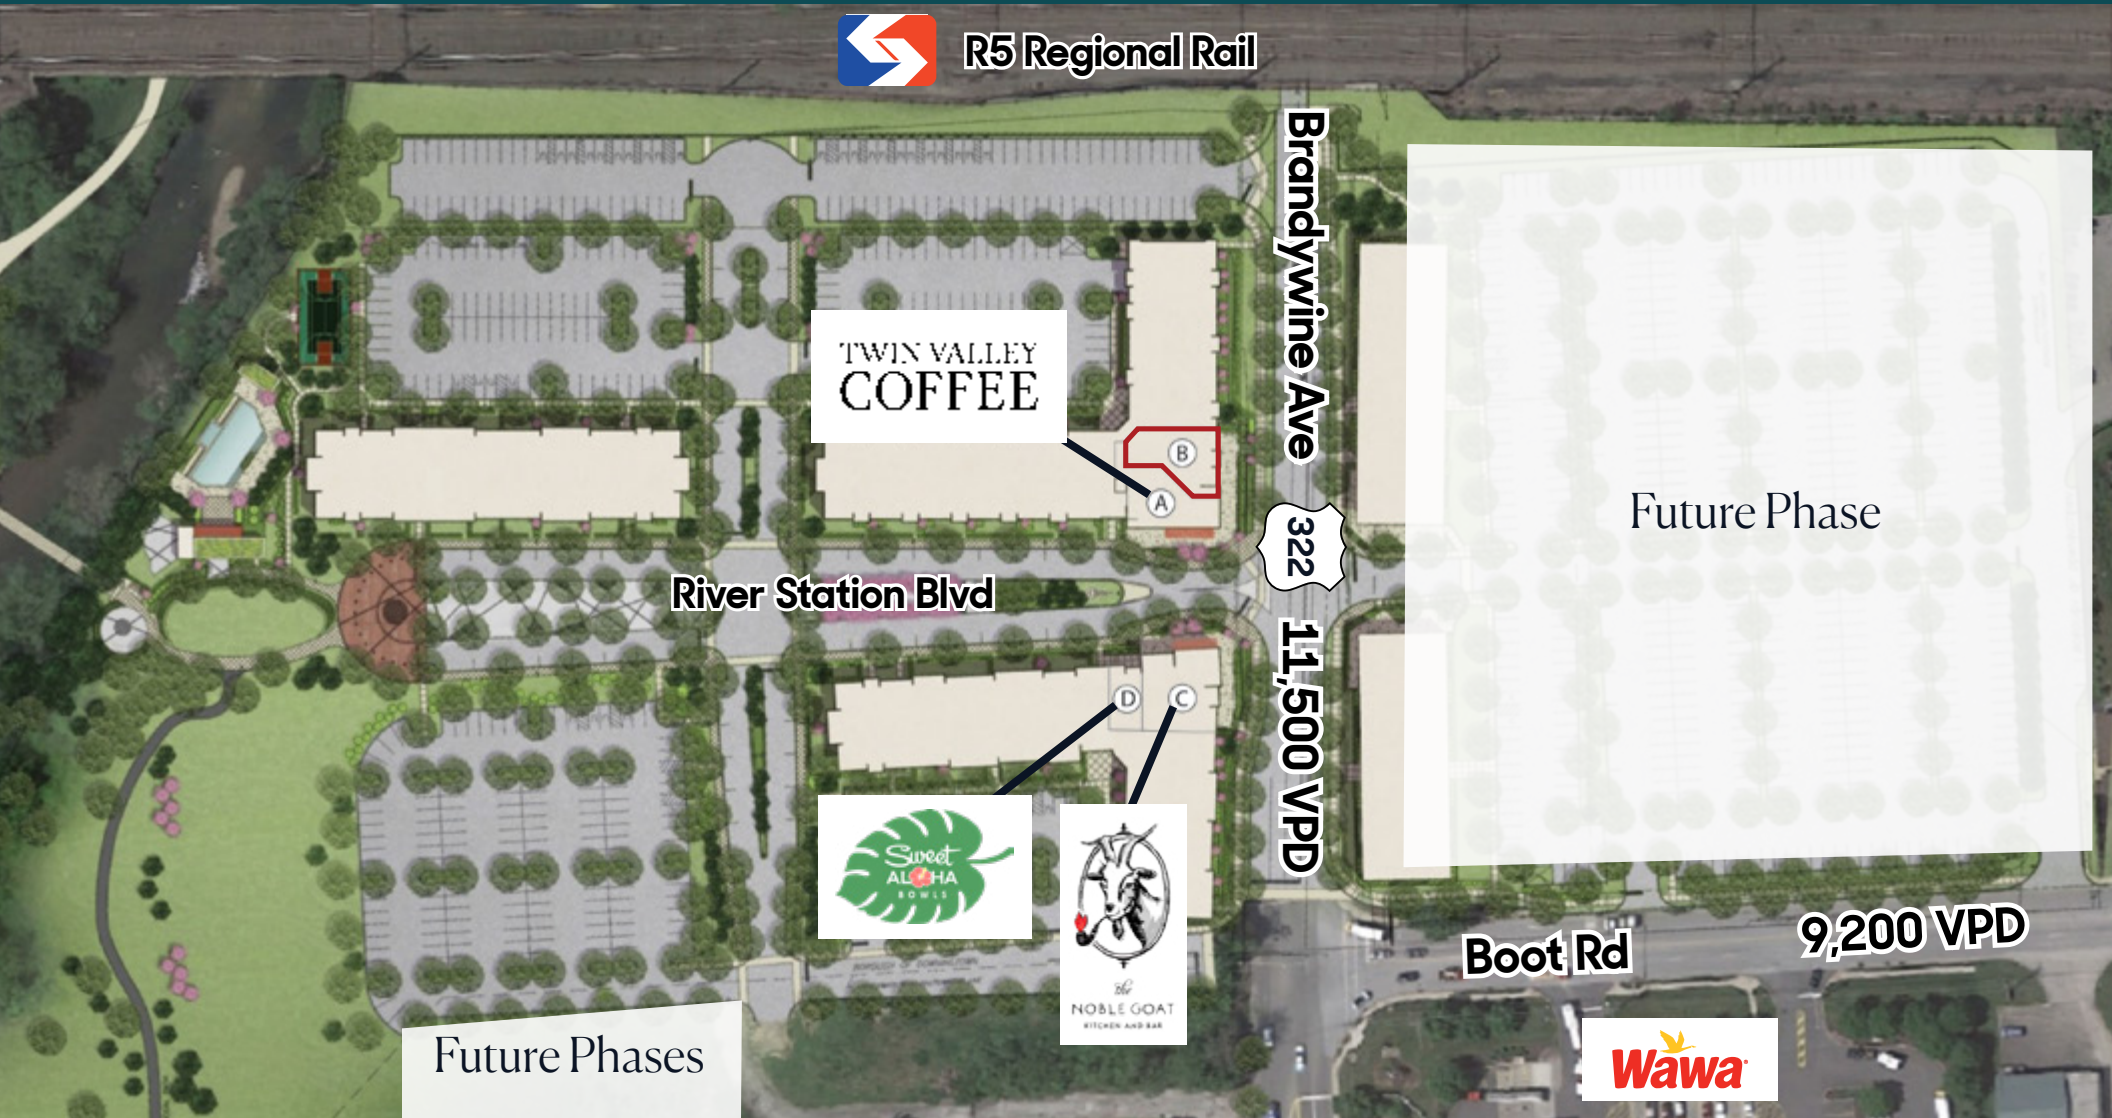 R5 Regional Rail
Brandywine Ave
TWIN VALLEY
COFFEE
B
A
322
Future Phase
River Station Blvd
11,500 VPD
D
C
Sweet
ALOHA
BOWLS
the
NOBLE GOAT
KITCHEN AND BAR
Boot Rd
9,200 VPD
Future Phases
Wawa